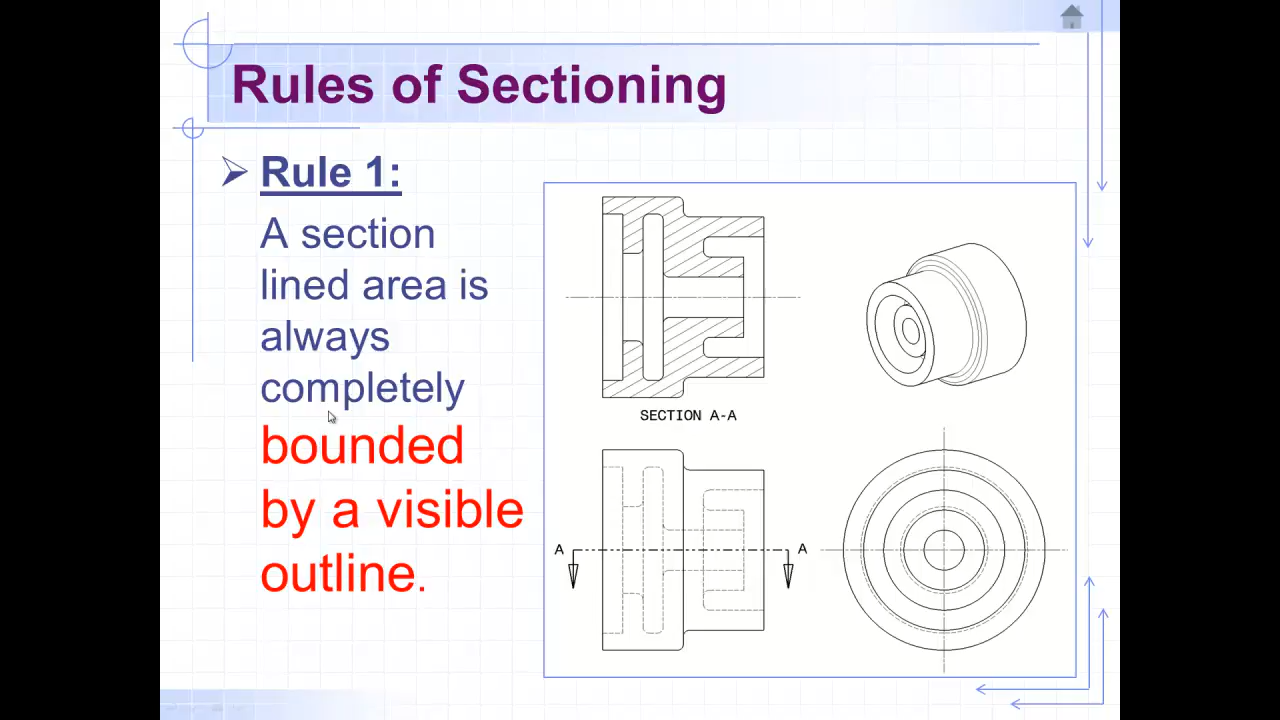 Rules of Sectioning
Rule 1:
A section
lined area is
always
completely
bounded
by a visible
outline.
SECTION A-A
A
A